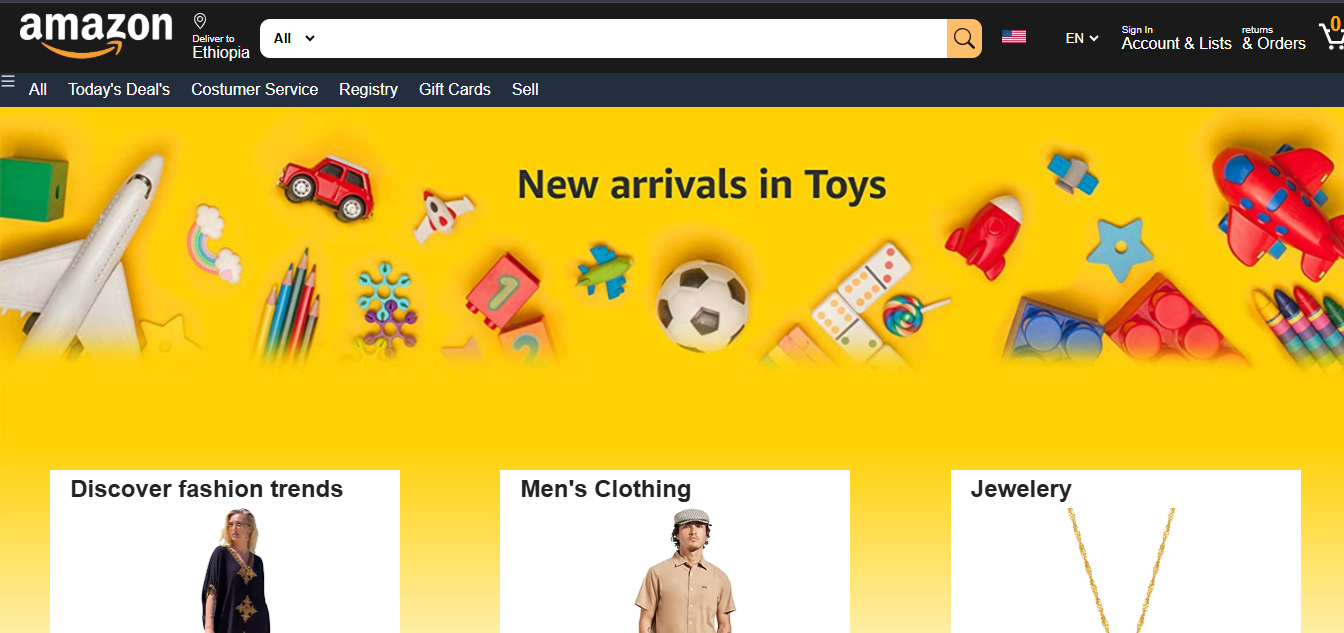 amazon
Deliver to
Ethiopia
All
EN
Sign In
Account & Lists
returns
& Orders
0
All
Today's Deal's
Costumer Service
Registry
Gift Cards
Sell
New arrivals in Toys
1
2
Discover fashion trends
Men's Clothing
Jewelery